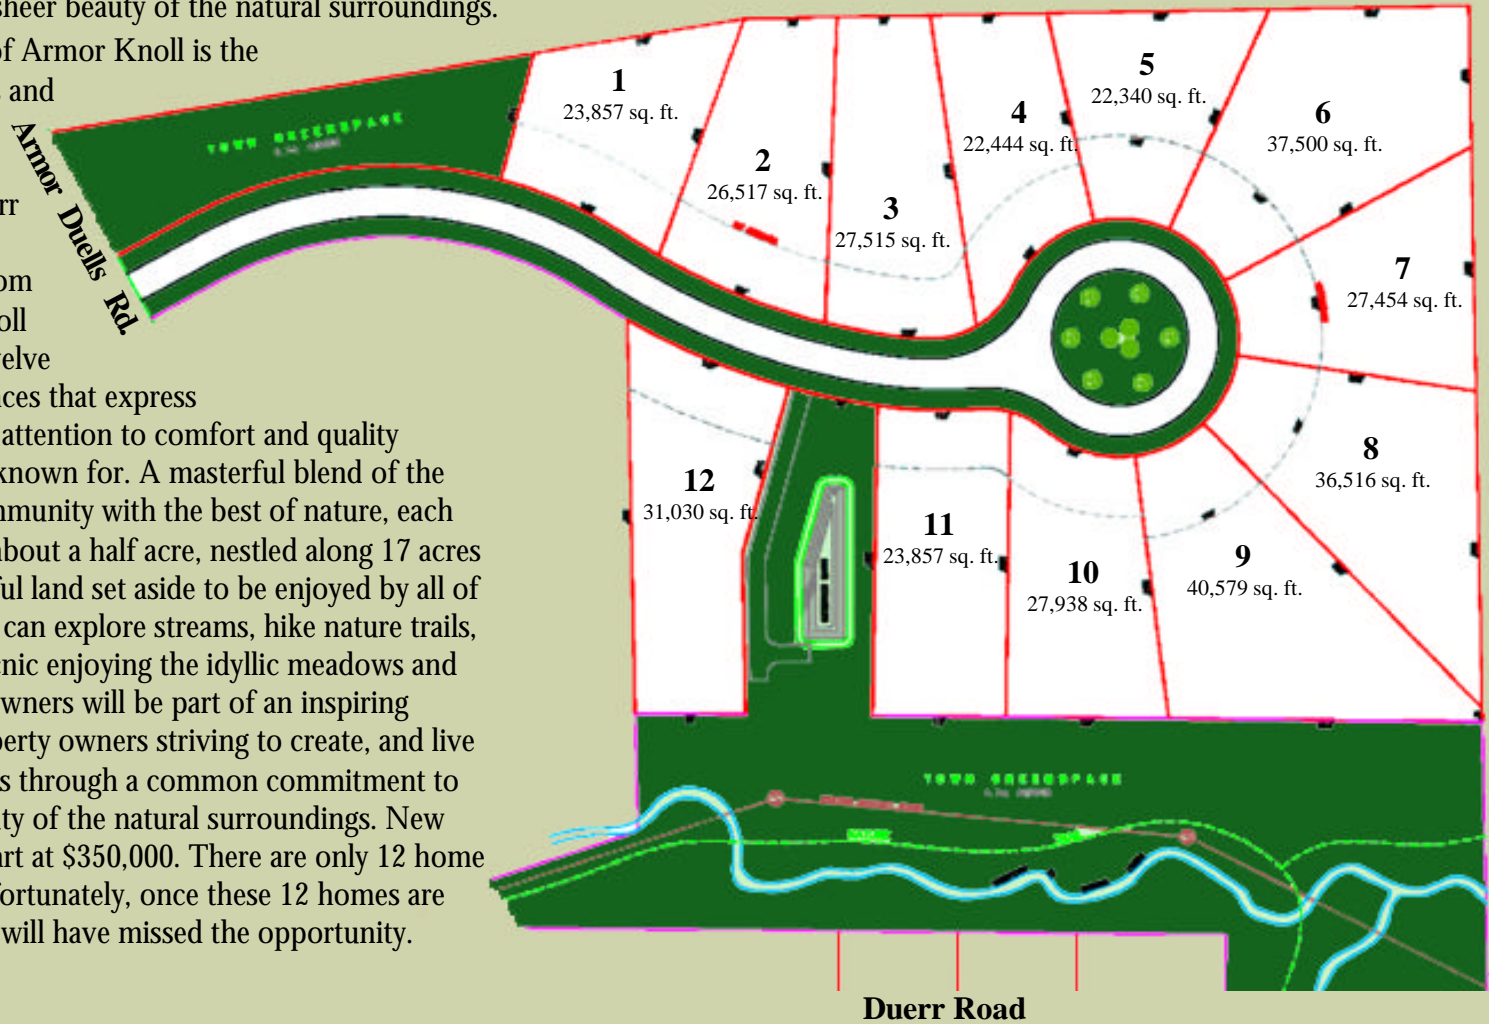 sheer beauty of the natural surroundings.
of Armor Knoll is the
and
Armor Duells Rd.
welve
nces that express
attention to comfort and quality
known for. A masterful blend of the
mmunity with the best of nature, each
about a half acre, nestled along 17 acres
ful land set aside to be enjoyed by all of
can explore streams, hike nature trails,
cnic enjoying the idyllic meadows and
owners will be part of an inspiring
perty owners striving to create, and live
s through a common commitment to
ty of the natural surroundings. New
art at $350,000. There are only 12 home
fortunately, once these 12 homes are
will have missed the opportunity.
TOWN GREENSPACE
1
23,857 sq. ft.
2
26,517 sq. ft.
3
27,515 sq. ft.
4
22,444 sq. ft.
5
22,340 sq. ft.
6
37,500 sq. ft.
7
27,454 sq. ft.
8
36,516 sq. ft.
9
40,579 sq. ft.
10
27,938 sq. ft.
11
23,857 sq. ft.
12
31,030 sq. ft.
TOWN GREENSPACE
Duerr Road